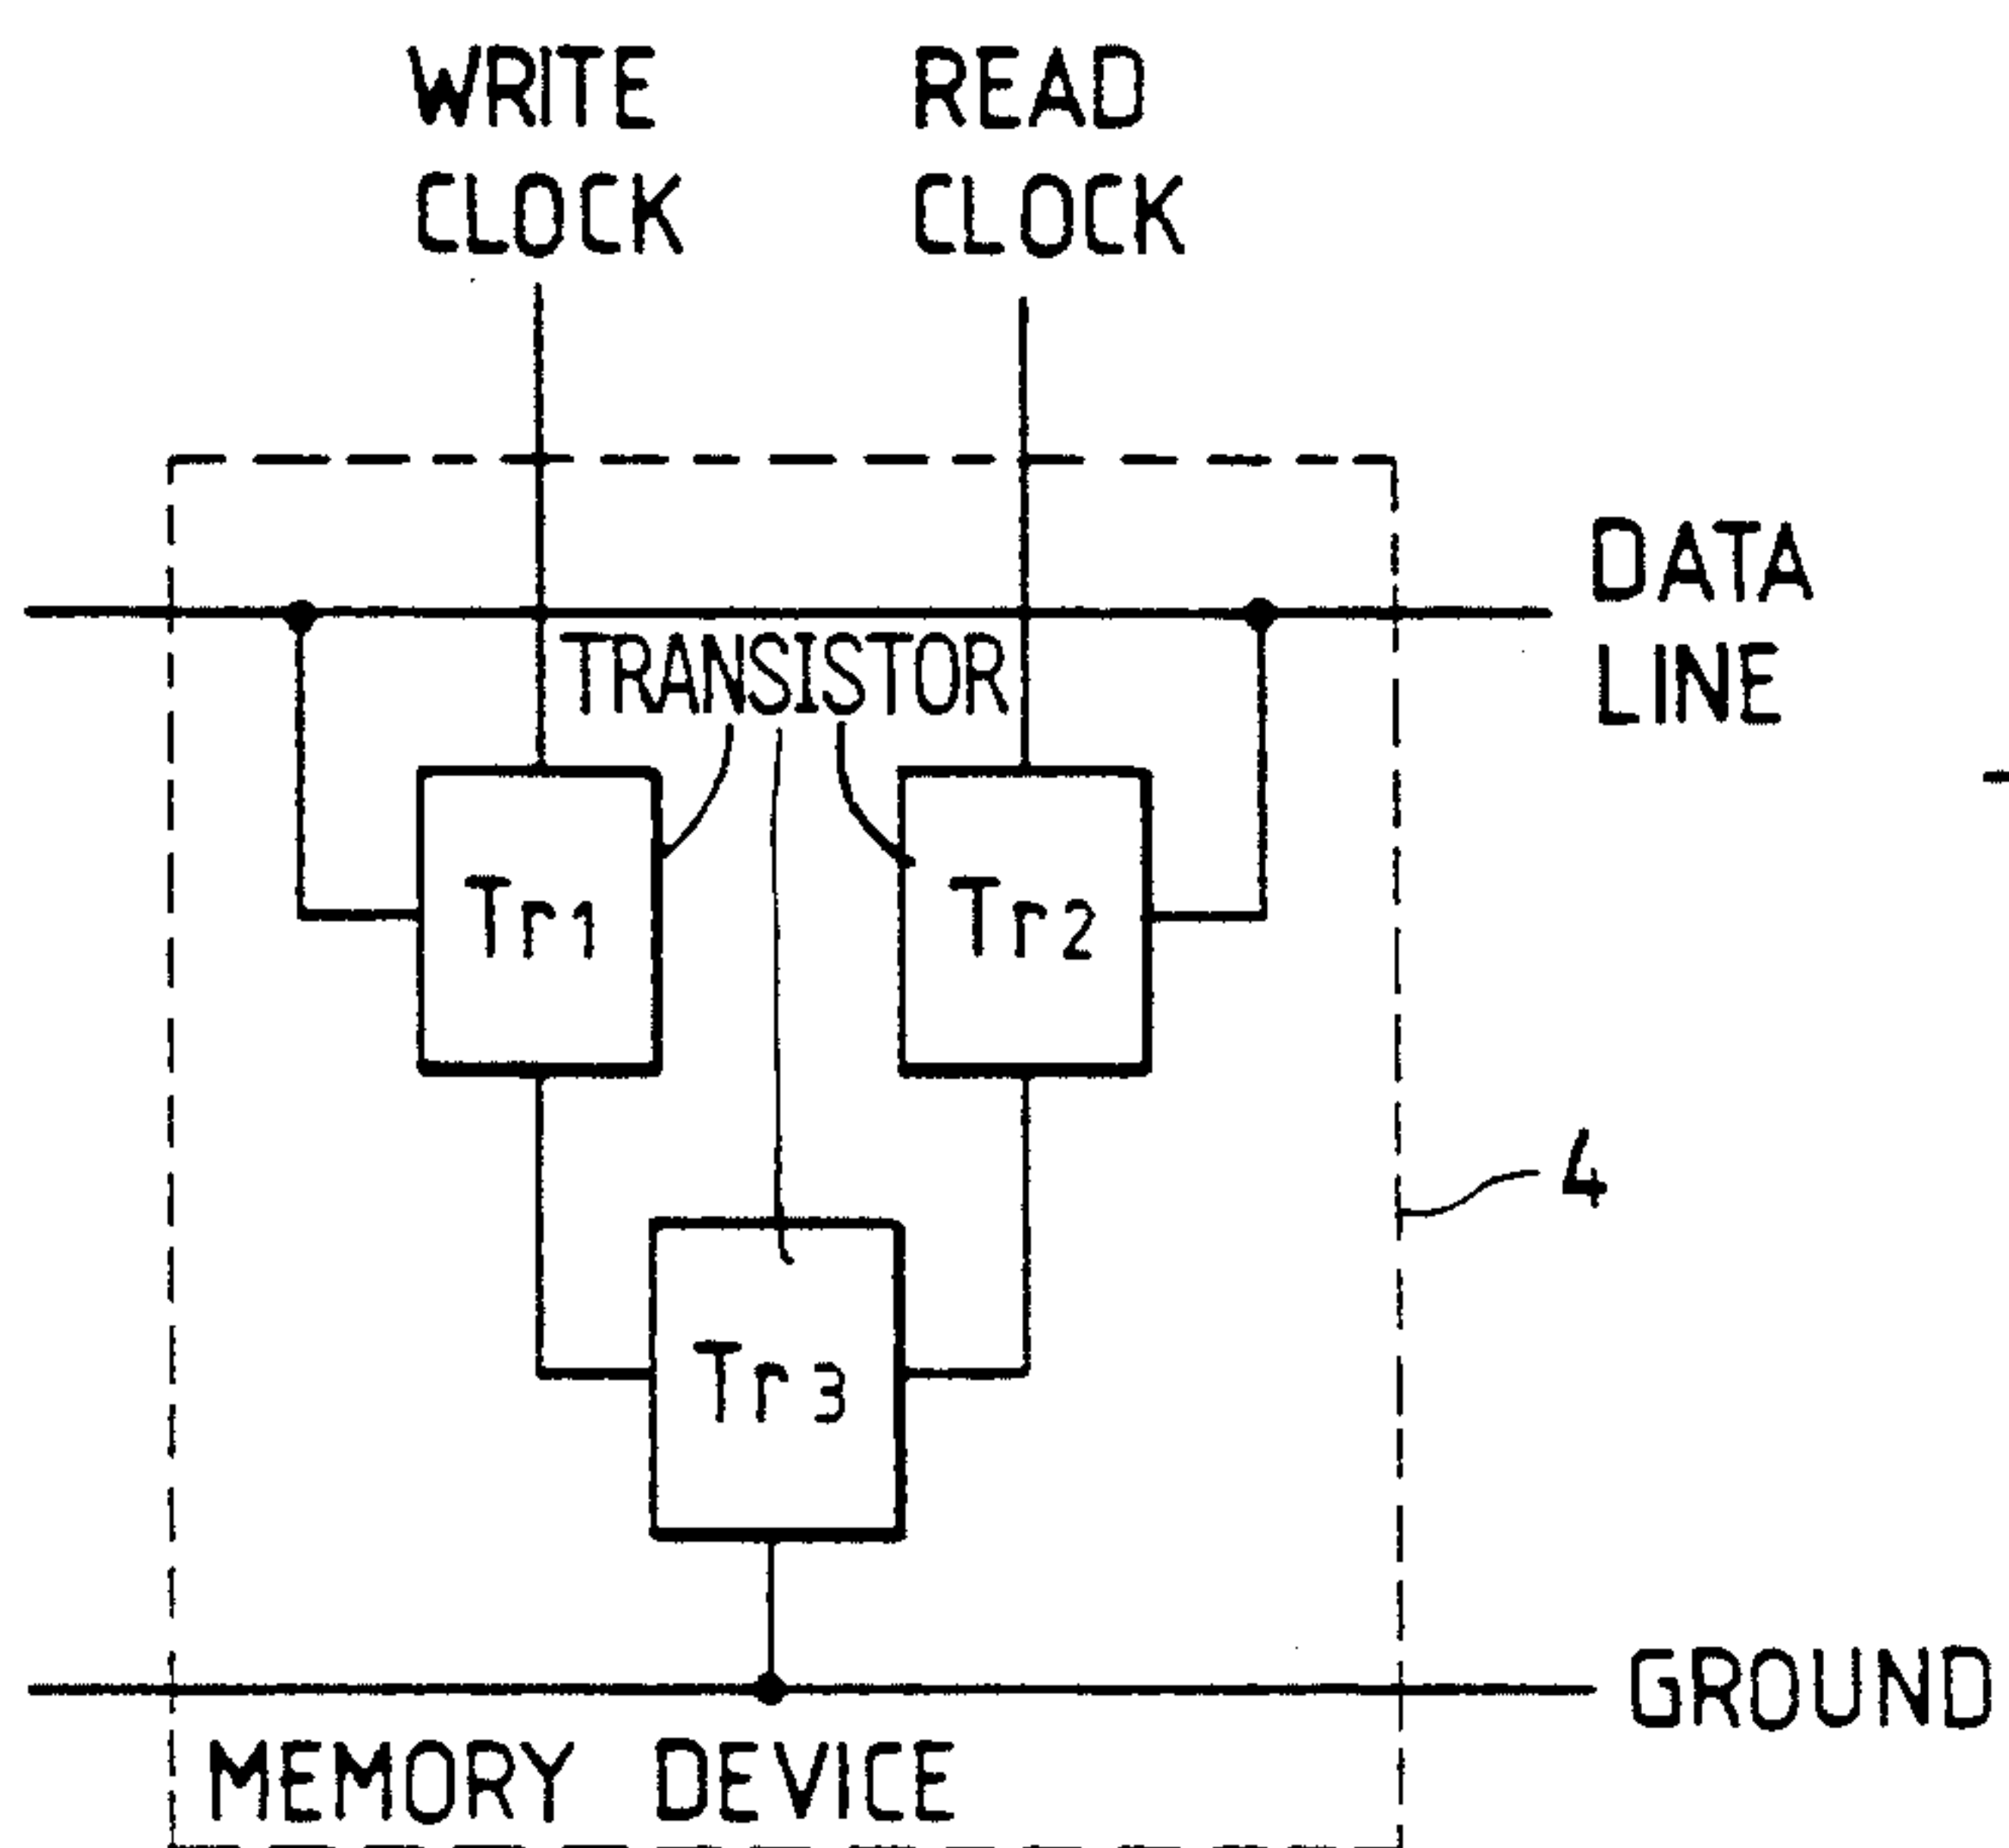 WRITE
CLOCK
READ
CLOCK
DATA
LINE
TRANSISTOR
Tr1
Tr2
4
Tr3
GROUND
MEMORY DEVICE